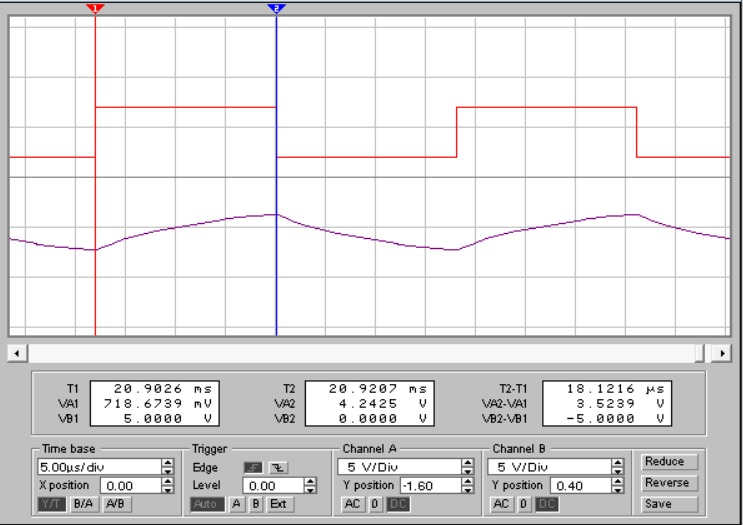 1 2
T1 20.9026 ms T2 20.9207 ms T2-T1 18.1216 µs
VA1 718.6739 mV VA2 4.2425 V VA2-VA1 3.5239 V
VB1 5.0000 V VB2 0.0000 V VB2-VB1 -5.0000 V
Time base Trigger Channel A Channel B
5.00µs/div Edge 5 V/Div 5 V/Div Reduce
X position 0.00 Level 0.00 Y position -1.60 Y position 0.40 Reverse
Y/T B/A A/B Auto A B Ext AC 0 DC AC 0 DC Save